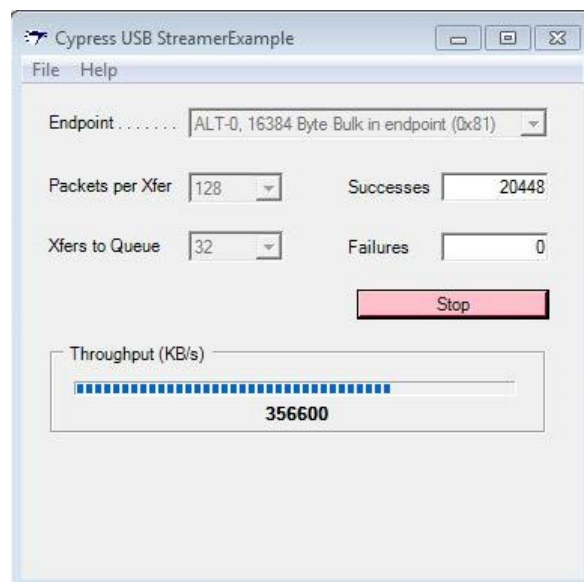 Cypress USB StreamerExample
File Help
Endpoint . . . . . . . ALT-0, 16384 Byte Bulk in endpoint (0x81)
Packets per Xfer 128 Successes 20448
Xfers to Queue 32 Failures 0
Stop
Throughput (KB/s)
356600